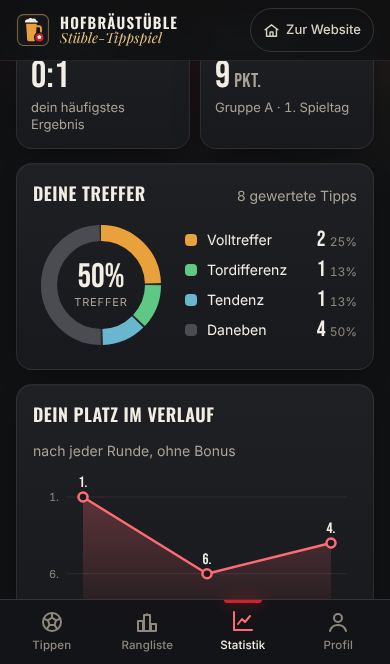 HOFBRÄUSTÜBLE
Stüble-Tippspiel
Zur Website
0:1
dein häufigstes
Ergebnis
9 PKT.
Gruppe A · 1. Spieltag
DEINE TREFFER
8 gewertete Tipps
50%
TREFFER
Volltreffer 2 25%
Tordifferenz 1 13%
Tendenz 1 13%
Daneben 4 50%
DEIN PLATZ IM VERLAUF
nach jeder Runde, ohne Bonus
1.
1.
4.
6.
6.
Tippen
Rangliste
Statistik
Profil